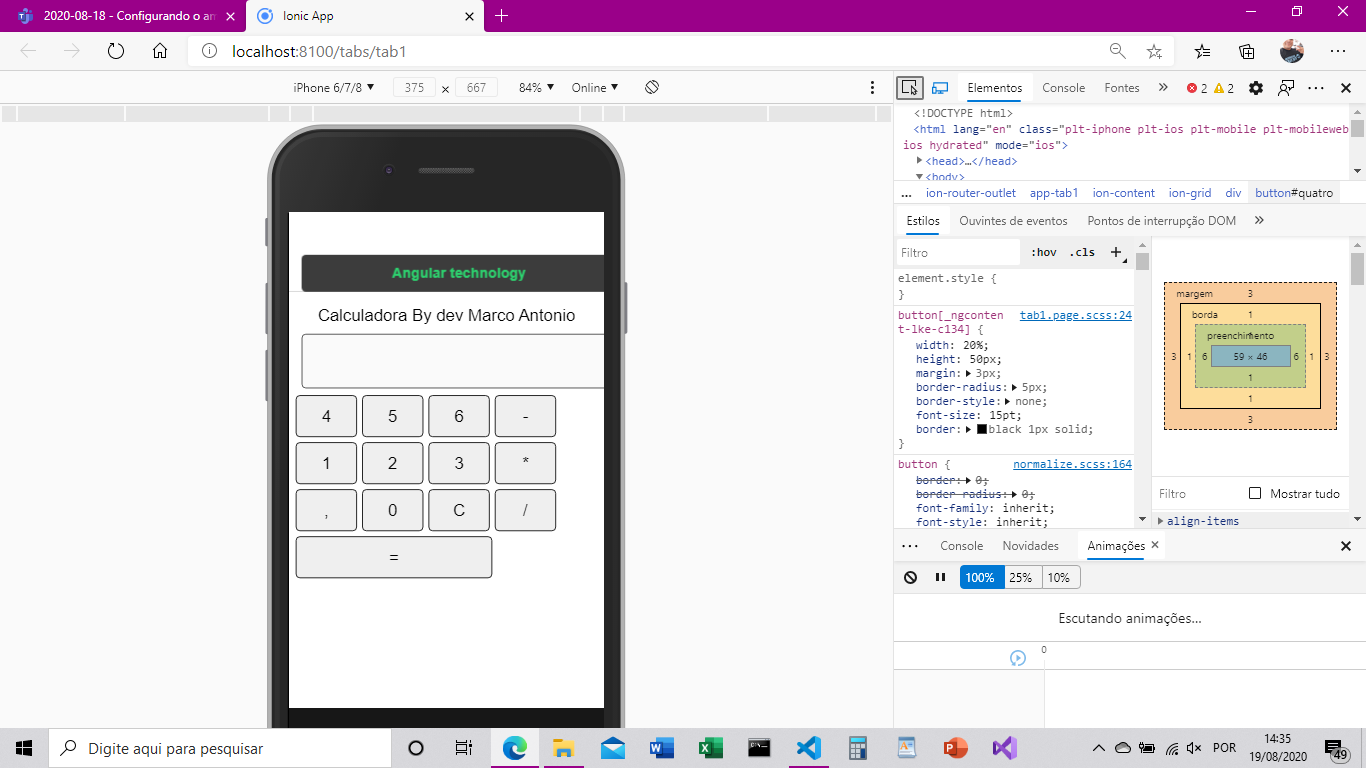 2020-08-18 - Configurando o am
Ionic App
localhost:8100/tabs/tab1
iPhone 6/7/8 375 x 667 84% Online
Elementos Console Fontes 2 2
<!DOCTYPE html>
<html lang="en" class="plt-iphone plt-ios plt-mobile plt-mobileweb
ios hydrated" mode="ios">
<head>…</head>
<body>
... ion-router-outlet app-tab1 ion-content ion-grid div button#quatro
Estilos Ouvintes de eventos Pontos de interrupção DOM
Filtro :hov .cls
element.style {
}
button[_ngconten tab1.page.scss:24
t-lke-c134] {
width: 20%;
height: 50px;
margin: 3px;
border-radius: 5px;
border-style: none;
font-size: 15pt;
border: black 1px solid;
}
button { normalize.scss:164
border: 0;
border-radius: 0;
font-family: inherit;
font-style: inherit;
margem 3
borda 1
preenchimento
3 1 6 59 × 46 6 1 3
1
1
3
Filtro Mostrar tudo
align-items
Console Novidades Animações
100% 25% 10%
Escutando animações...
0
Angular technology
Calculadora By dev Marco Antonio
4 5 6 -
1 2 3 *
, 0 C /
=
Digite aqui para pesquisar
POR
14:35
19/08/2020
49